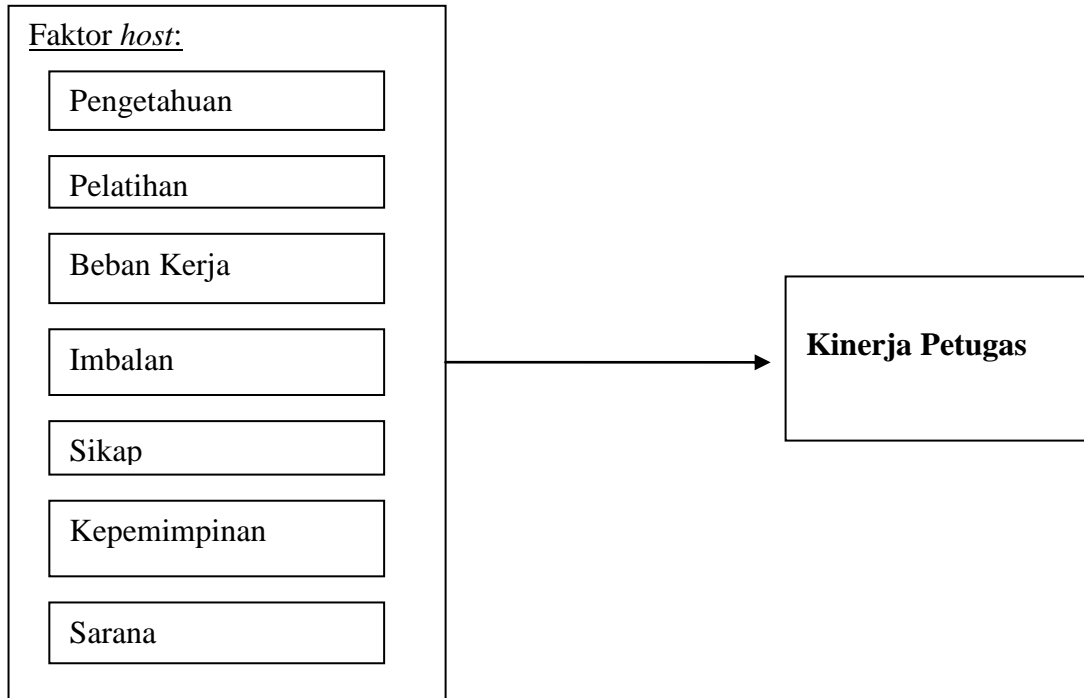 Faktor host:
Pengetahuan
Pelatihan
Beban Kerja
Imbalan
Sikap
Kepemimpinan
Sarana
Kinerja Petugas